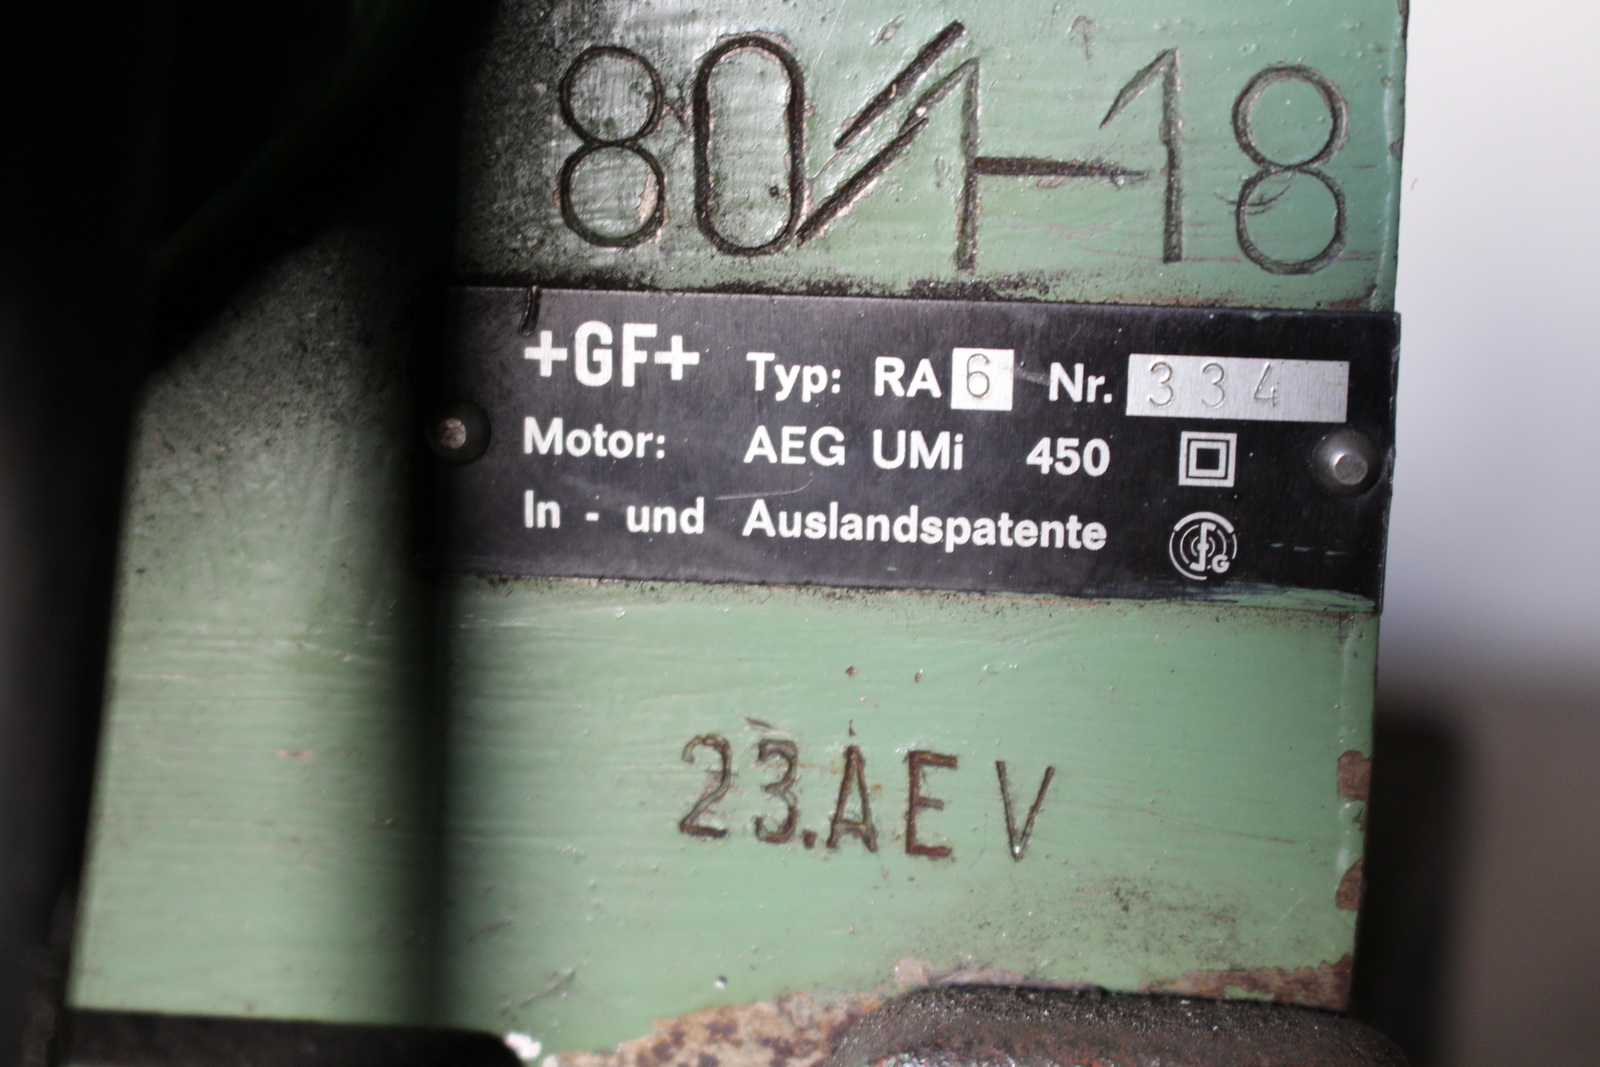 80/1-18
+GF+ Typ: RA 6 Nr. 334
Motor: AEG UMi 450
In - und Auslandspatente
23.AEV